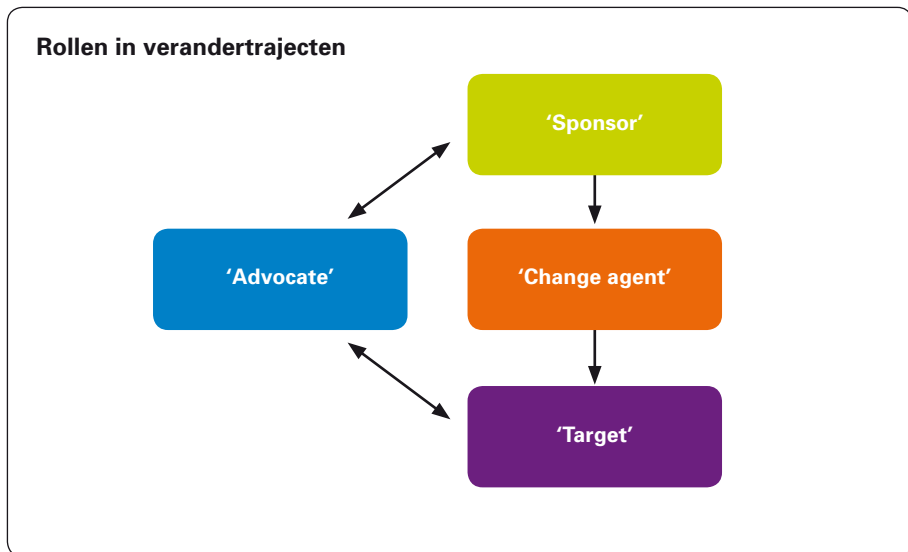 Rollen in verandertrajecten
‘Sponsor’
‘Advocate’
‘Change agent’
‘Target’